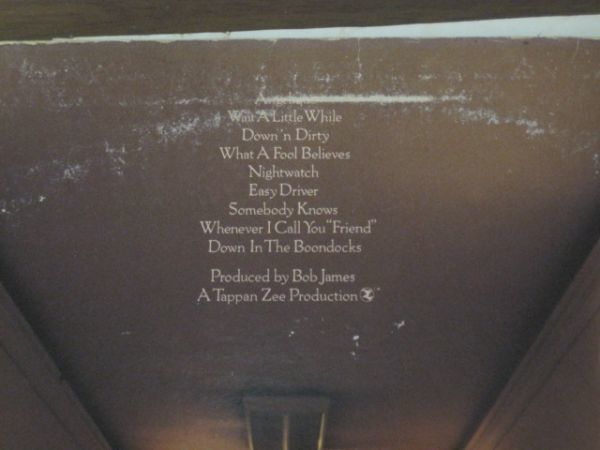 Wait A Little While
Down 'n Dirty
What A Fool Believes
Nightwatch
Easy Driver
Somebody Knows
Whenever I Call You "Friend"
Down In The Boondocks
Produced by Bob James
A Tappan Zee Production